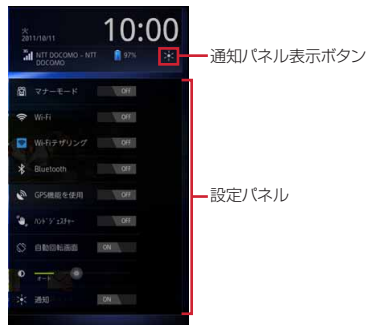 火
2011/10/11
10:00
NTT DOCOMO - NTT DOCOMO
97%
通知パネル表示ボタン
マナーモード OFF
Wi-Fi OFF
Wi-Fiテザリング OFF
Bluetooth OFF
GPS機能を使用 OFF
ハンドジェスチャー OFF
設定パネル
自動回転画面 ON
オート
通知 ON